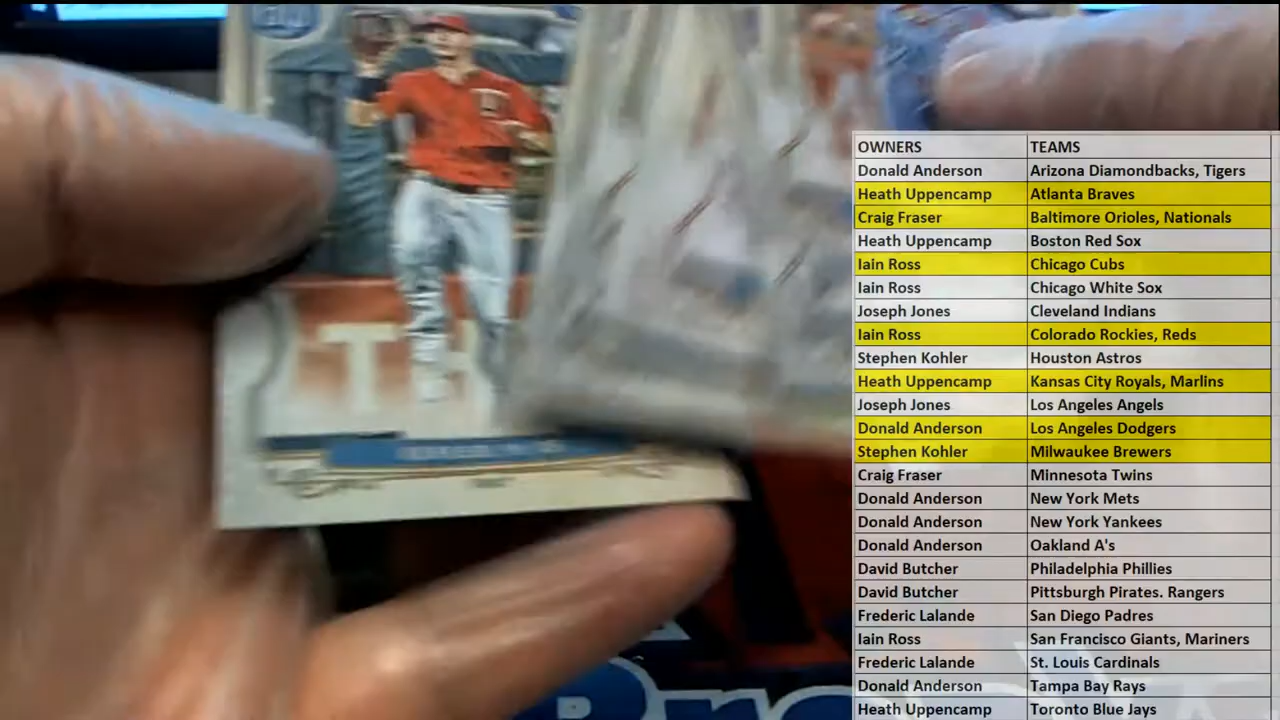 OWNERS TEAMS
Donald Anderson Arizona Diamondbacks, Tigers
Heath Uppencamp Atlanta Braves
Craig Fraser Baltimore Orioles, Nationals
Heath Uppencamp Boston Red Sox
Iain Ross Chicago Cubs
Iain Ross Chicago White Sox
Joseph Jones Cleveland Indians
Iain Ross Colorado Rockies, Reds
Stephen Kohler Houston Astros
Heath Uppencamp Kansas City Royals, Marlins
Joseph Jones Los Angeles Angels
Donald Anderson Los Angeles Dodgers
Stephen Kohler Milwaukee Brewers
Craig Fraser Minnesota Twins
Donald Anderson New York Mets
Donald Anderson New York Yankees
Donald Anderson Oakland A's
David Butcher Philadelphia Phillies
David Butcher Pittsburgh Pirates. Rangers
Frederic Lalande San Diego Padres
Iain Ross San Francisco Giants, Mariners
Frederic Lalande St. Louis Cardinals
Donald Anderson Tampa Bay Rays
Heath Uppencamp Toronto Blue Jays